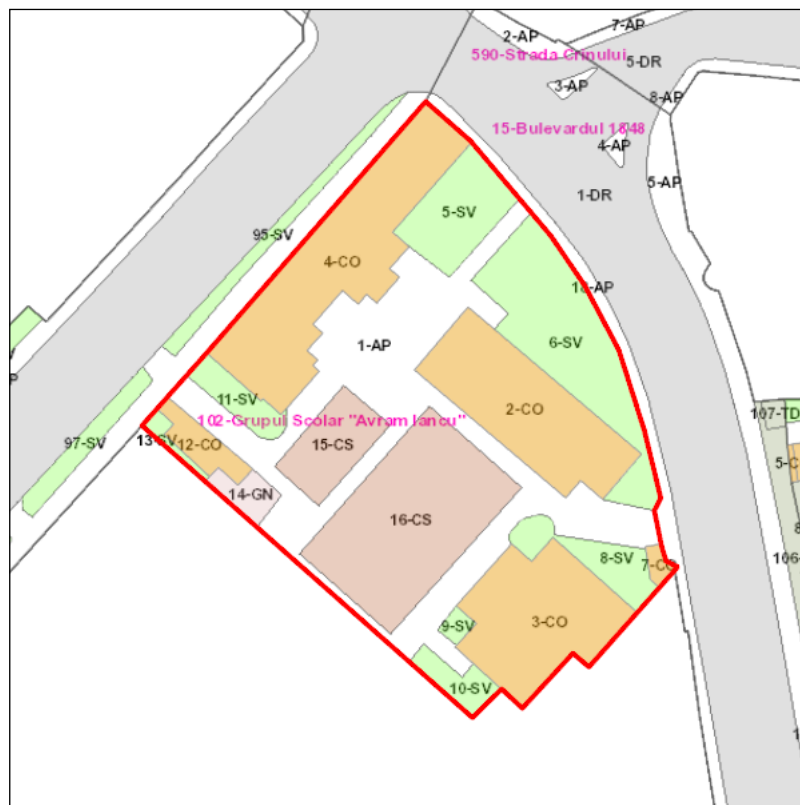 7-AP
2-AP
590-Strada Crinului
5-DR
3-AP
8-AP
15-Bulevardul 1848
4-AP
5-AP
1-DR
5-SV
95-SV
4-CO
18-AP
1-AP
6-SV
11-SV
2-CO
102-Grupul Scolar "Avram Iancu"
107-TD
97-SV
13-SV
12-CO
15-CS
14-GN
16-CS
8-SV
7-CO
9-SV
3-CO
10-SV